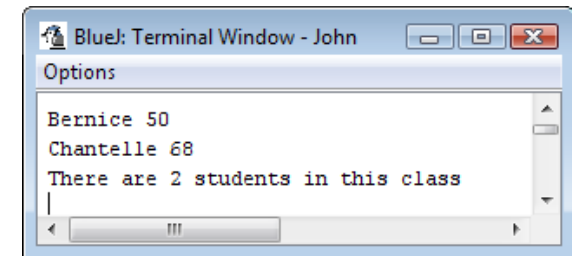 BlueJ: Terminal Window - John
Options
Bernice 50
Chantelle 68
There are 2 students in this class